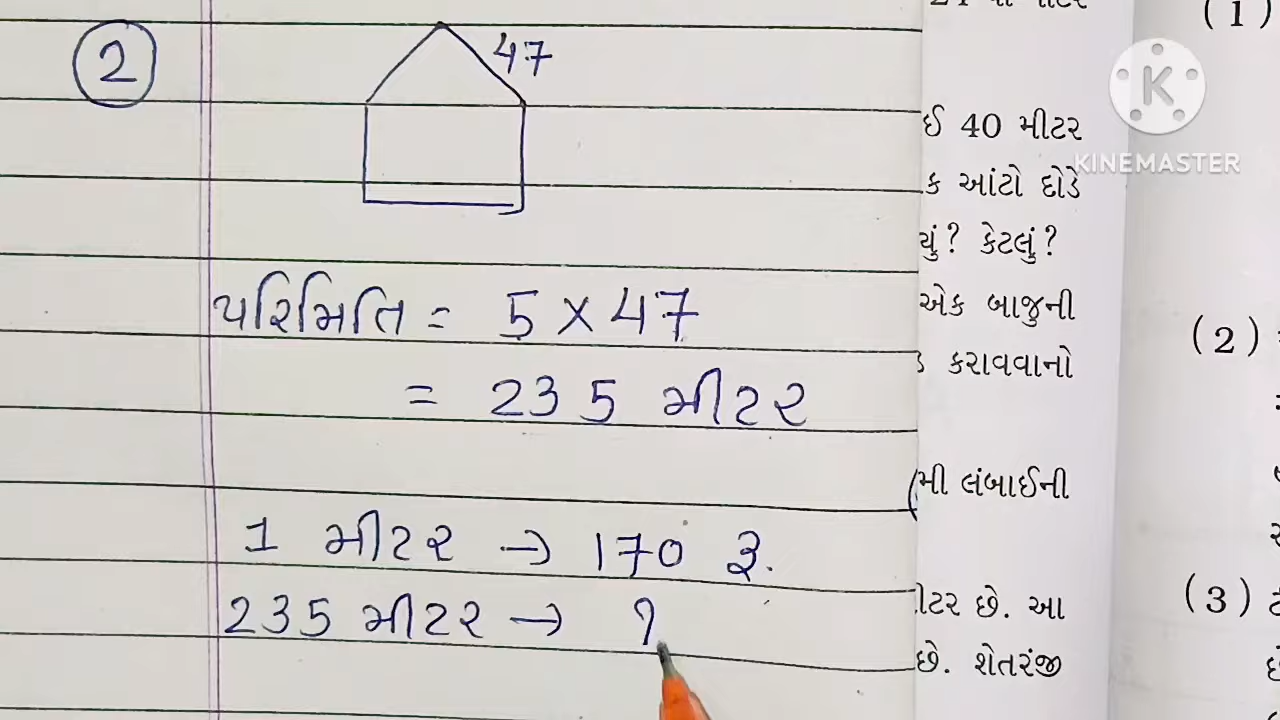 2
47
પરિમિતિ = 5 × 47
= 235 મીટર
1 મીટર → 170 રૂ.
235 મીટર → ?
40 મીટર
આંટો દોડે
કેટલું?
એક બાજુની
કરાવવાનો
મી લંબાઈની
છે. આ
છે. શેતરંજી
(1)
(2)
(3)
K
KINEMASTER